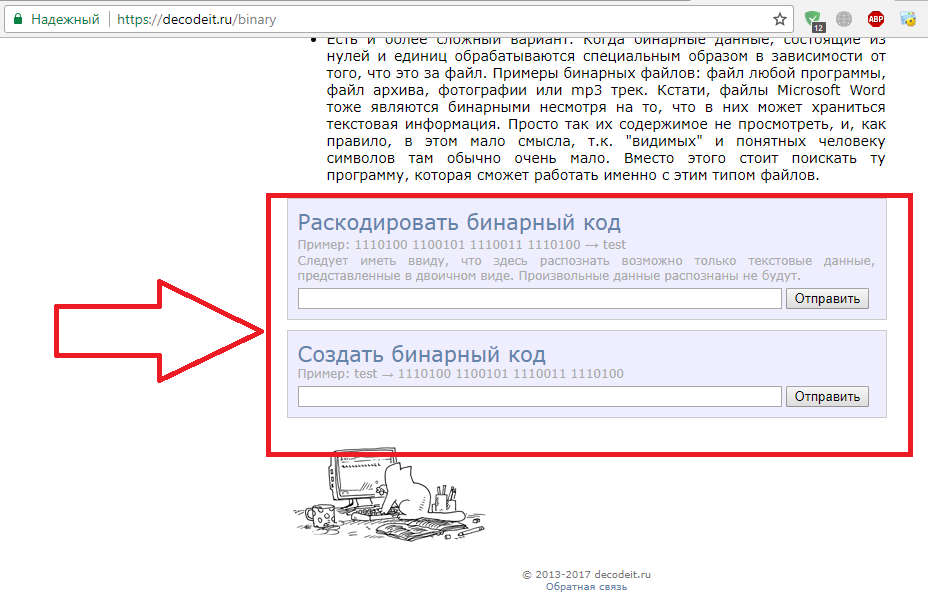 Надежный https://decodeit.ru/binary
12
ABP
Есть и более сложный вариант. Когда бинарные данные, состоящие из
нулей и единиц обрабатываются специальным образом в зависимости от
того, что это за файл. Примеры бинарных файлов: файл любой программы,
файл архива, фотографии или mp3 трек. Кстати, файлы Microsoft Word
тоже являются бинарными несмотря на то, что в них может храниться
текстовая информация. Просто так их содержимое не просмотреть, и, как
правило, в этом мало смысла, т.к. "видимых" и понятных человеку
символов там обычно очень мало. Вместо этого стоит поискать ту
программу, которая сможет работать именно с этим типом файлов.
Раскодировать бинарный код
Пример: 1110100 1100101 1110011 1110100 → test
Следует иметь ввиду, что здесь распознать возможно только текстовые данные,
представленные в двоичном виде. Произвольные данные распознаны не будут.
Отправить
Создать бинарный код
Пример: test → 1110100 1100101 1110011 1110100
Отправить
© 2013-2017 decodeit.ru
Обратная связь